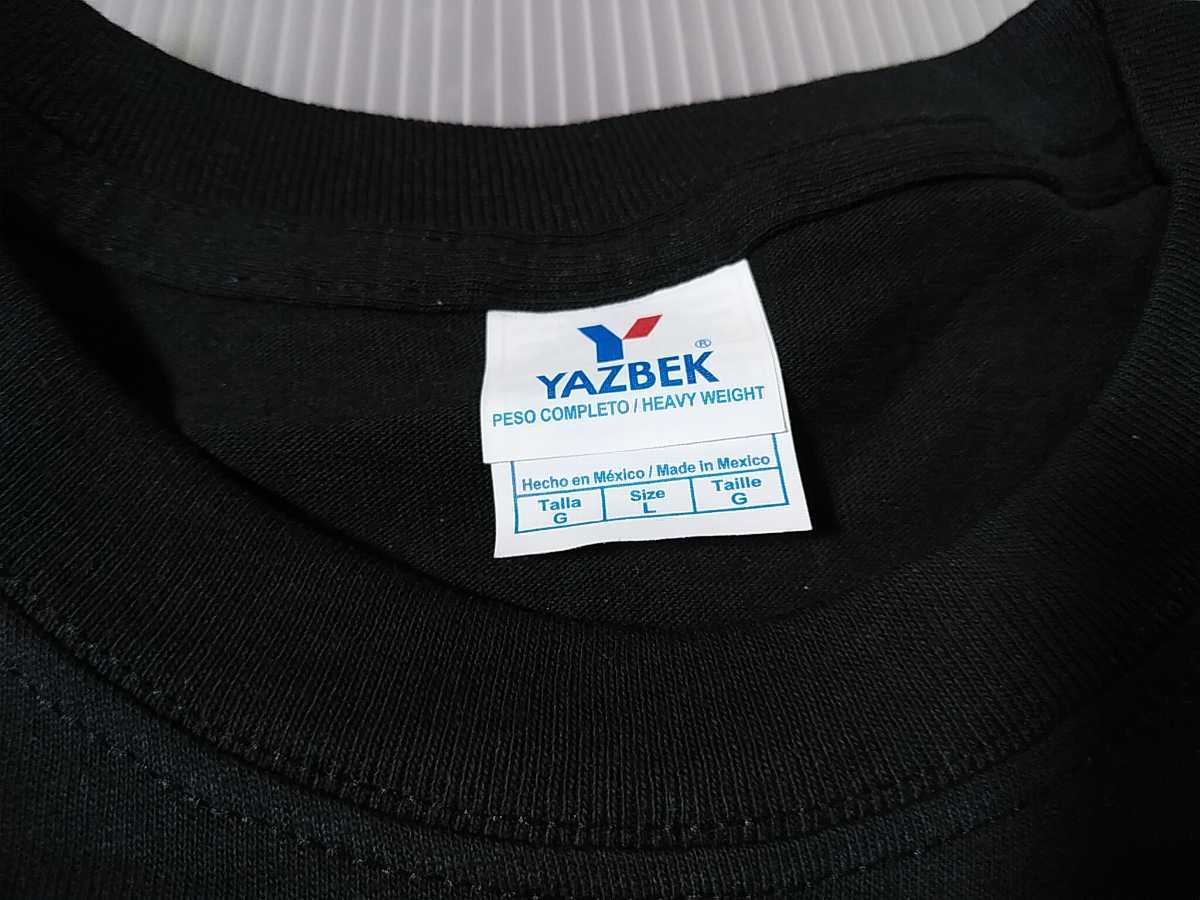 YAZBEK ®
PESO COMPLETO / HEAVY WEIGHT
Hecho en México / Made in Mexico
Talla Size Taille
G L G